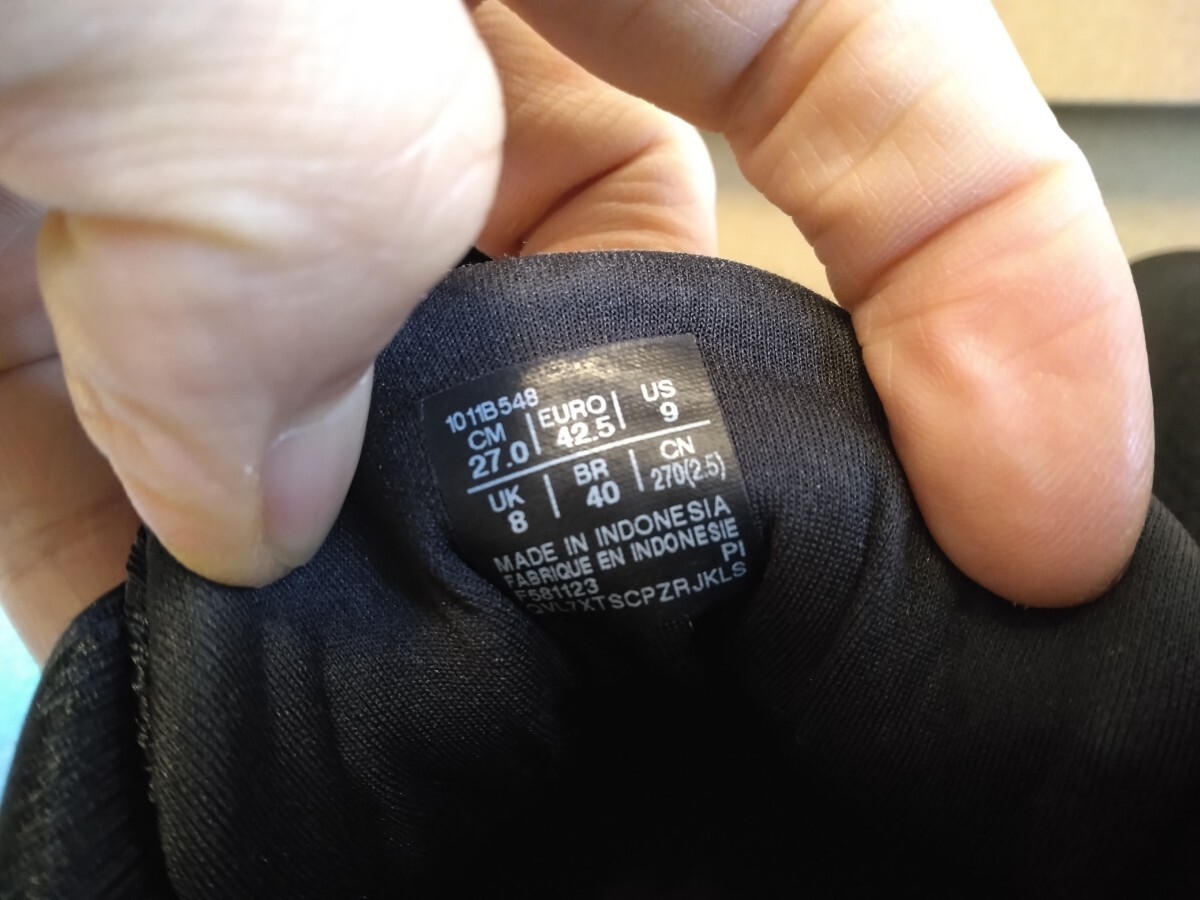 1011B548
CM | EURO | US
27.0 | 42.5 | 9
UK | BR | CN
8 | 40 | 270(2.5)
MADE IN INDONESIA
FABRIQUE EN INDONESIE
F581123 PI